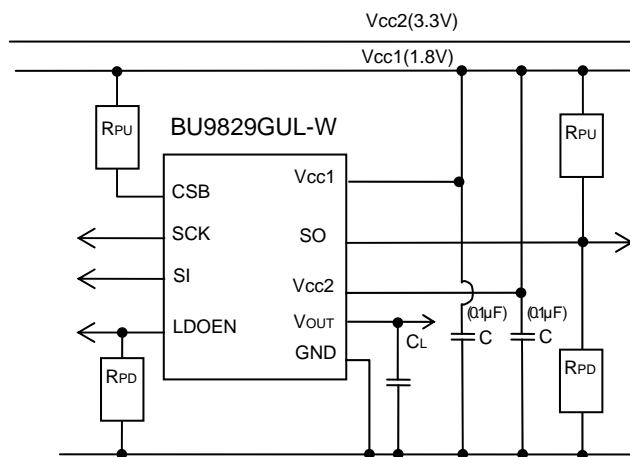 Vcc2(3.3V)
Vcc1(1.8V)
BU9829GUL-W
RPU
RPU
CSB
Vcc1
SCK
SO
SI
Vcc2
(0.1μF)
(0.1μF)
LDOEN
VOUT
CL
C
C
GND
RPD
RPD